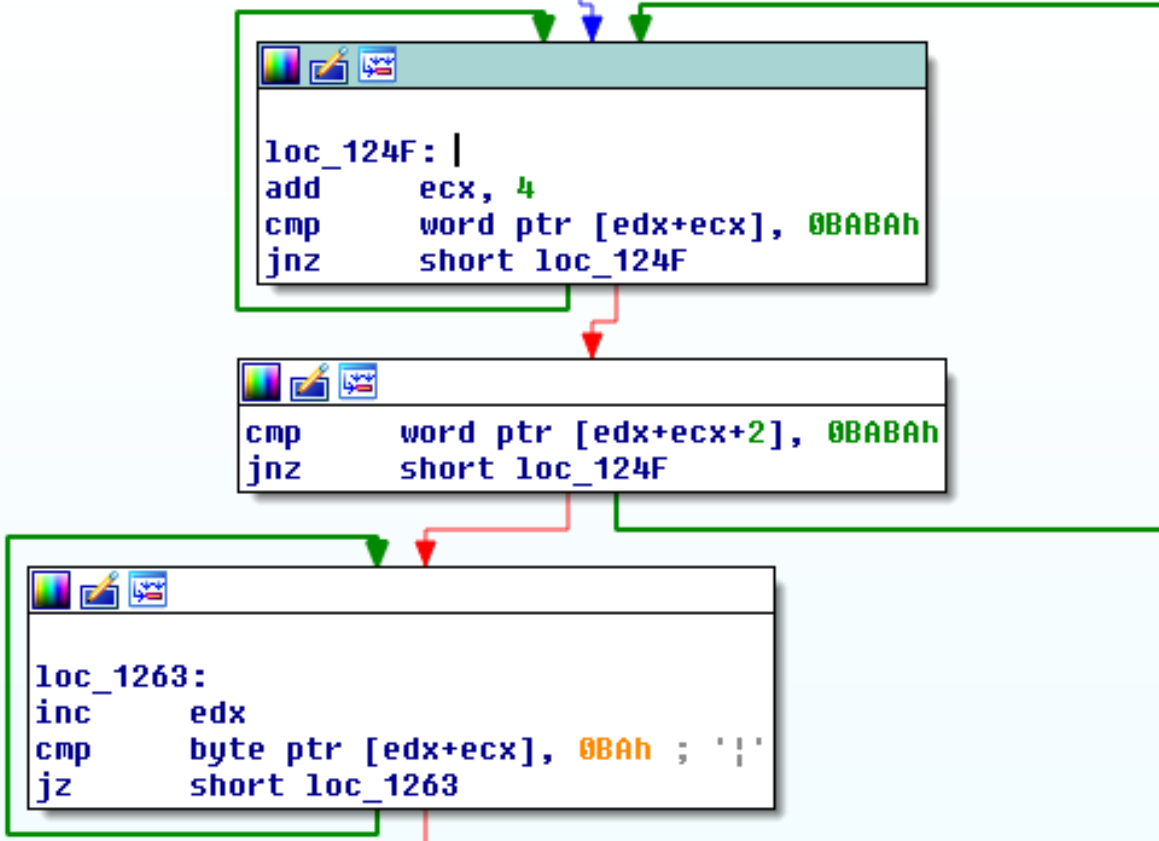 loc_124F:
add ecx, 4
cmp word ptr [edx+ecx], 0BABAh
jnz short loc_124F
cmp word ptr [edx+ecx+2], 0BABAh
jnz short loc_124F
loc_1263:
inc edx
cmp byte ptr [edx+ecx], 0BAh ; '¦'
jz short loc_1263